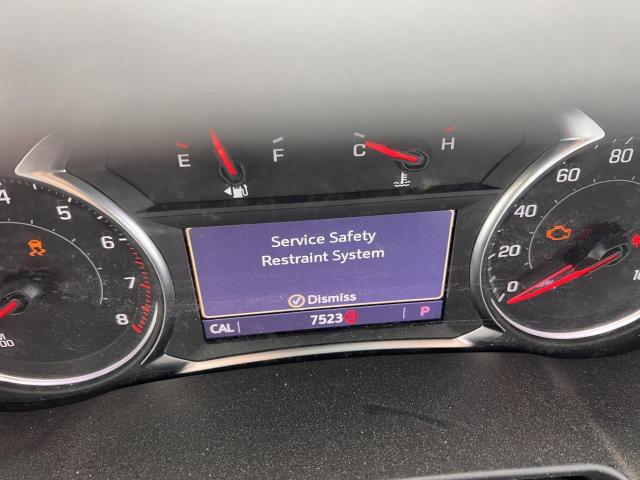 E F C H
4 5 6 7 8
0 20 40 60 80
Service Safety
Restraint System
Dismiss
CAL 7523 P